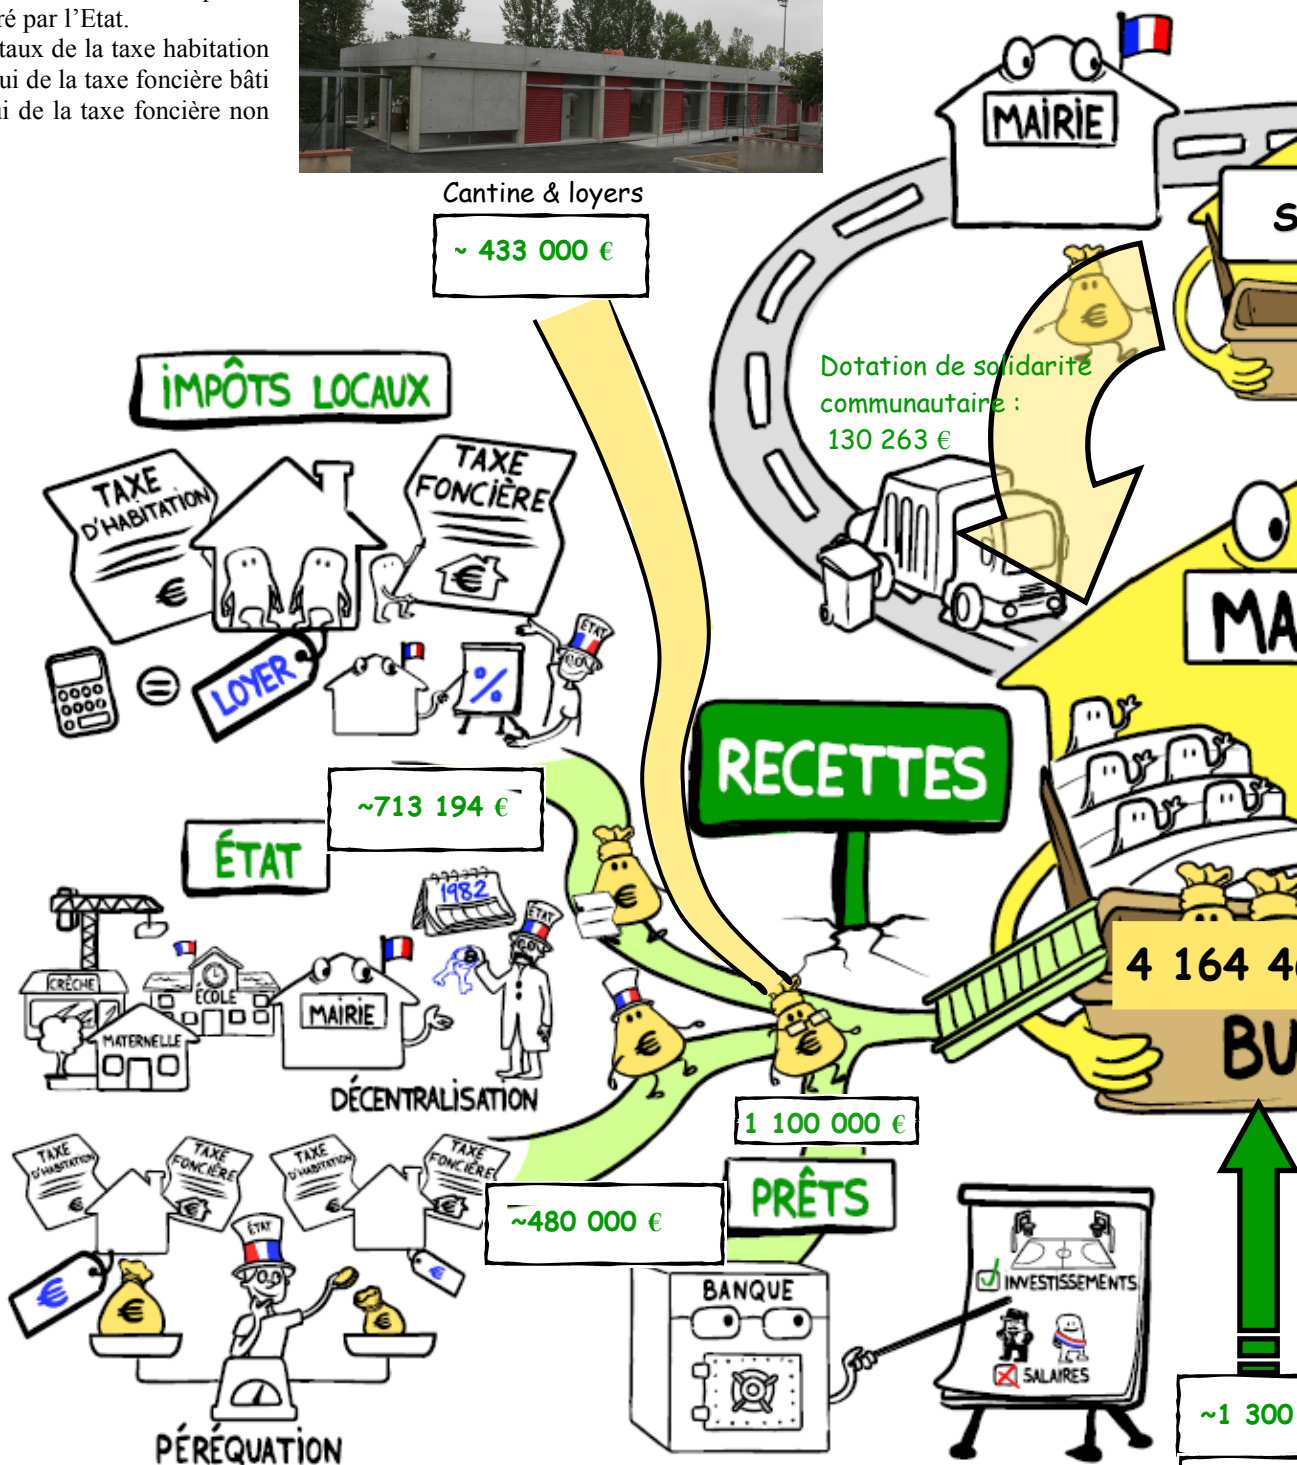 ré par l’Etat.
taux de la taxe habitation
ui de la taxe foncière bâti
i de la taxe foncière non
Cantine & loyers
~ 433 000 €
MAIRIE
S
Dotation de solidarité
communautaire :
130 263 €
IMPÔTS LOCAUX
TAXE
D'HABITATION
€
TAXE
FONCIÈRE
€
LOYER
%
ÉTAT
MA
RECETTES
~713 194 €
ÉTAT
1982
ÉTAT
CRÈCHE
ÉCOLE
MATERNELLE
MAIRIE
DÉCENTRALISATION
€
€
€
€
4 164 4
BU
1 100 000 €
PRÊTS
~480 000 €
TAXE
D'HABITATION
€
TAXE
FONCIÈRE
€
TAXE
D'HABITATION
€
TAXE
FONCIÈRE
€
ÉTAT
€
€
€
€
PÉRÉQUATION
BANQUE
INVESTISSEMENTS
SALAIRES
~1 300